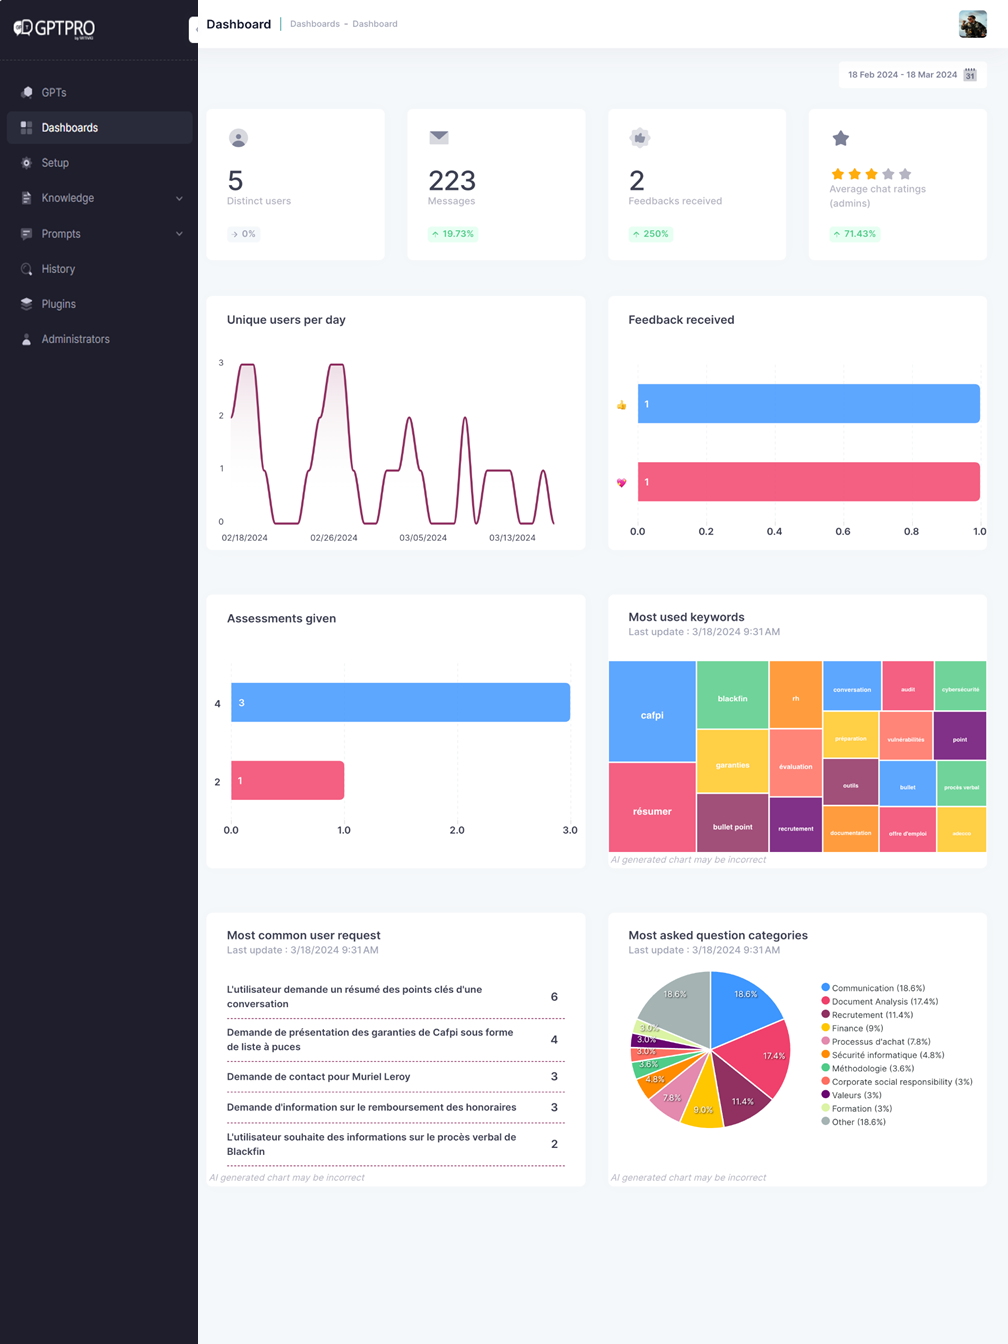 GPTPRO
GPTs
Dashboards
Setup
Knowledge
Prompts
History
Plugins
Administrators
Dashboard
Dashboards - Dashboard
18 Feb 2024 - 18 Mar 2024
31
5
Distinct users
0%
223
Messages
19.73%
2
Feedbacks received
250%
Average chat ratings
(admins)
71.43%
Unique users per day
3
2
1
0
02/18/2024
02/26/2024
03/05/2024
03/13/2024
Feedback received
1
1
0.0
0.2
0.4
0.6
0.8
1.0
Assessments given
4
3
2
1
0.0
1.0
2.0
3.0
Most used keywords
Last update : 3/18/2024 9:31 AM
cafpi
résumer
blackfin
garanties
bullet point
rh
évaluation
recrutement
conversation
audit
cybersécurité
préparation
vulnérabilités
point
outils
bullet
procès verbal
documentation
offre d'emploi
AI generated chart may be incorrect
Most common user request
Last update : 3/18/2024 9:31 AM
L'utilisateur demande un résumé des points clés d'une
conversation
6
Demande de présentation des garanties de Cafpi sous forme
de liste à puces
4
Demande de contact pour Muriel Leroy
3
Demande d'information sur le remboursement des honoraires
3
L'utilisateur souhaite des informations sur le procès verbal de
Blackfin
2
AI generated chart may be incorrect
Most asked question categories
Last update : 3/18/2024 9:31 AM
18.6%
18.6%
17.4%
11.4%
9.0%
7.8%
4.8%
3.6%
3.0%
3.0%
3.0%
Communication (18.6%)
Document Analysis (17.4%)
Recrutement (11.4%)
Finance (9%)
Processus d'achat (7.8%)
Sécurité informatique (4.8%)
Méthodologie (3.6%)
Corporate social responsibility (3%)
Valeurs (3%)
Formation (3%)
Other (18.6%)
AI generated chart may be incorrect